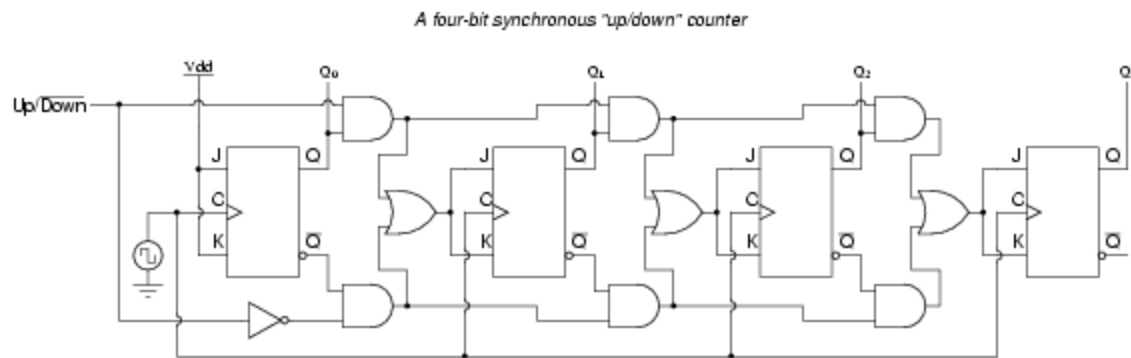 A four-bit synchronous "up/down" counter
Vdd
Q0
Q1
Q2
Q
Up/Down
J
Q
J
Q
J
Q
J
Q
C
C
C
C
K
Q
K
Q
K
Q
K
Q